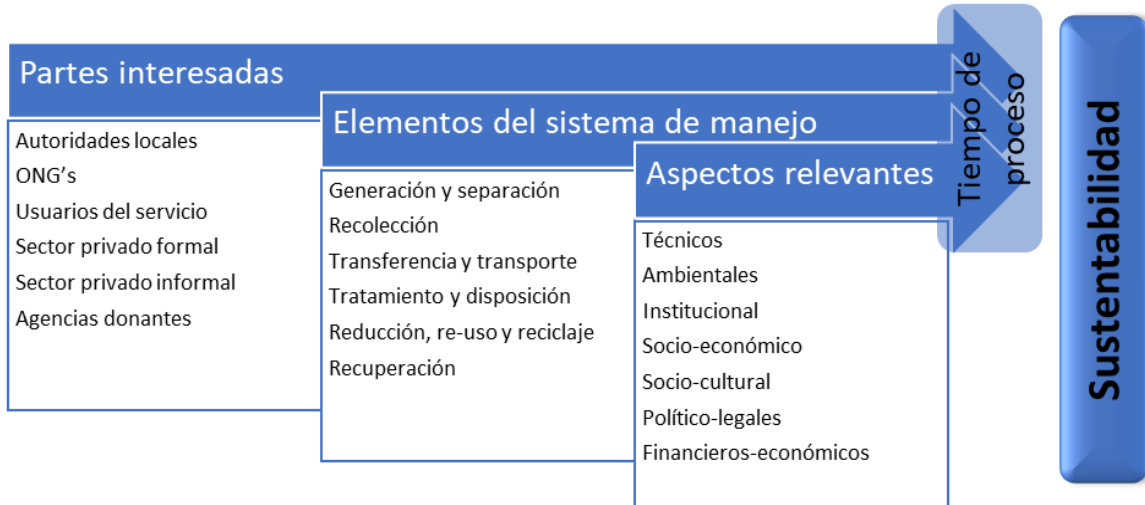 Partes interesadas
Autoridades locales
ONG's
Usuarios del servicio
Sector privado formal
Sector privado informal
Agencias donantes
Elementos del sistema de manejo
Generación y separación
Recolección
Transferencia y transporte
Tratamiento y disposición
Reducción, re-uso y reciclaje
Recuperación
Aspectos relevantes
Técnicos
Ambientales
Institucional
Socio-económico
Socio-cultural
Político-legales
Financieros-económicos
Tiempo de
proceso
Sustentabilidad